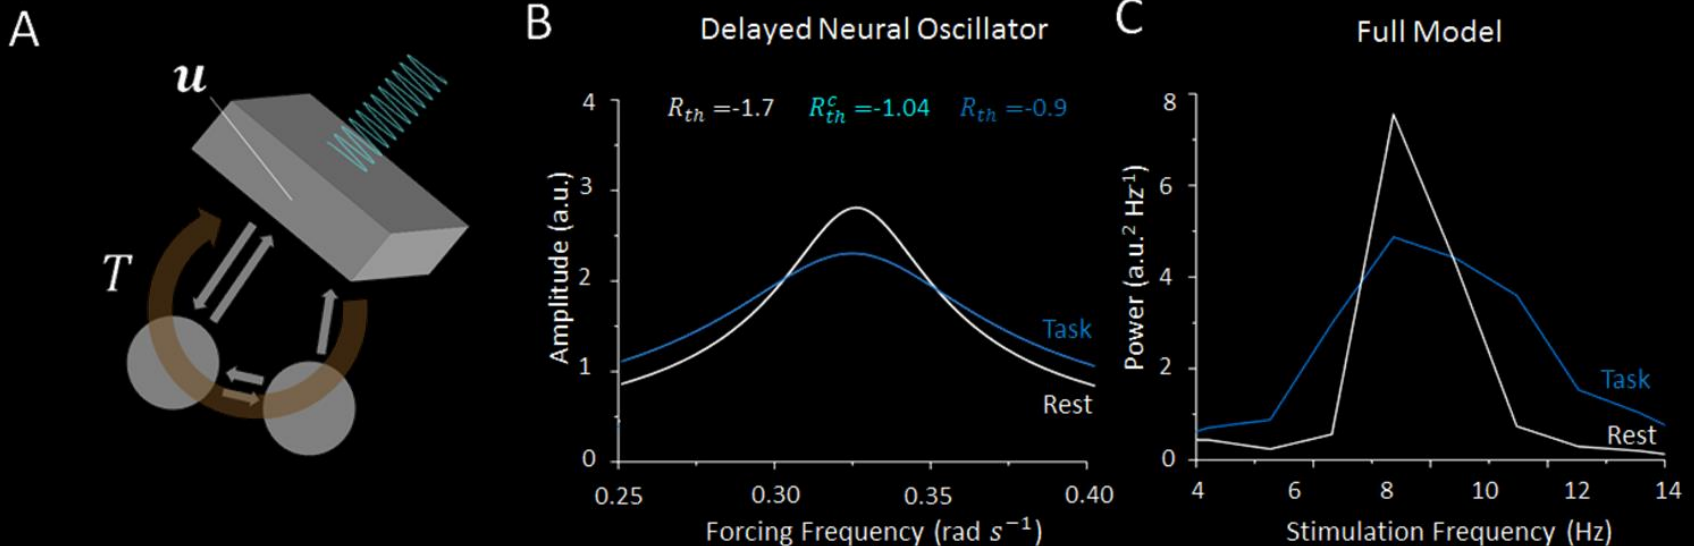 A
u
T
B
Delayed Neural Oscillator
R_th =-1.7 R^c_th =-1.04 R_th =-0.9
Amplitude (a.u.)
4
3
2
1
0
Task
Rest
0.25 0.30 0.35 0.40
Forcing Frequency (rad s⁻¹)
C
Full Model
Power (a.u.² Hz⁻¹)
8
6
4
2
0
Task
Rest
4 6 8 10 12 14
Stimulation Frequency (Hz)